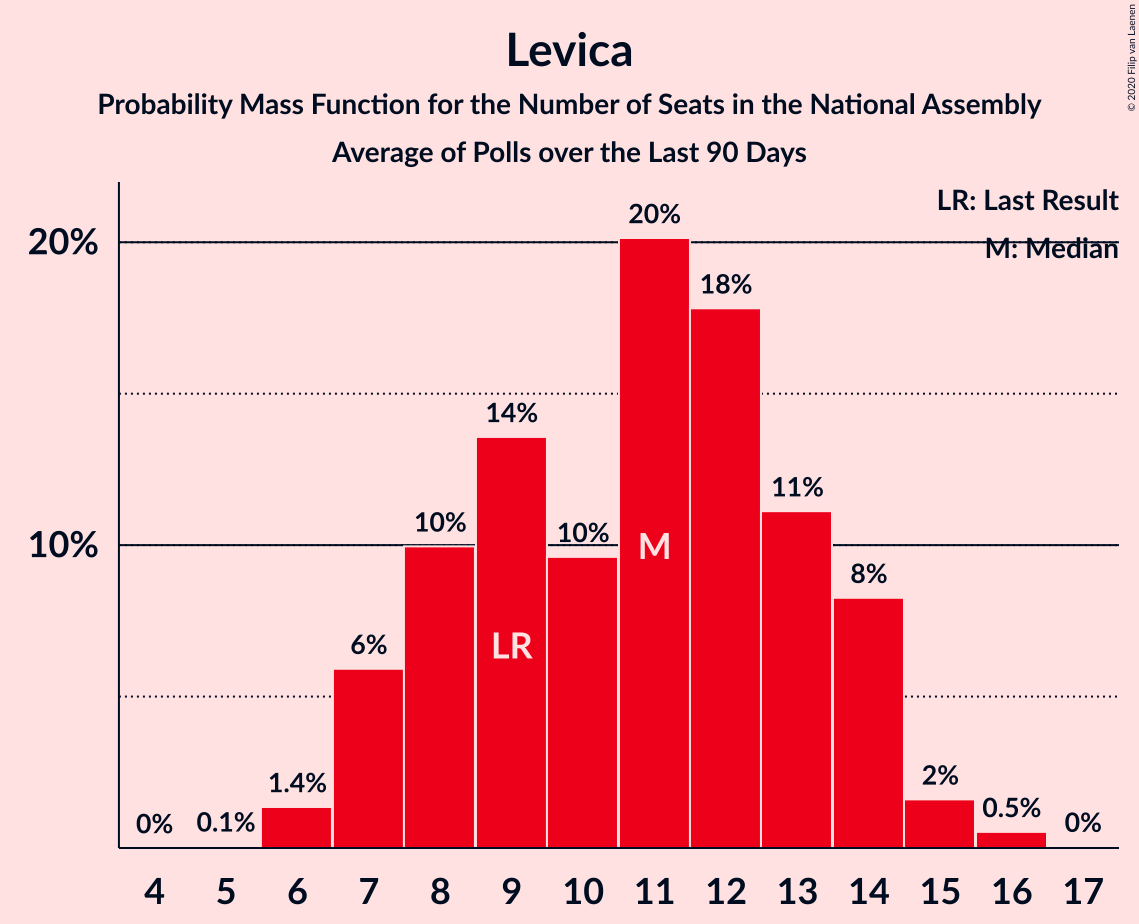 Levica
Probability Mass Function for the Number of Seats in the National Assembly
Average of Polls over the Last 90 Days
© 2020 Filip van Laenen
LR: Last Result
M: Median
20%
10%
0%
0.1%
1.4%
6%
10%
14%
10%
20%
18%
11%
8%
2%
0.5%
0%
LR
M
4 5 6 7 8 9 10 11 12 13 14 15 16 17